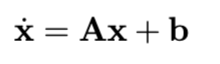 ẋ = Ax + b